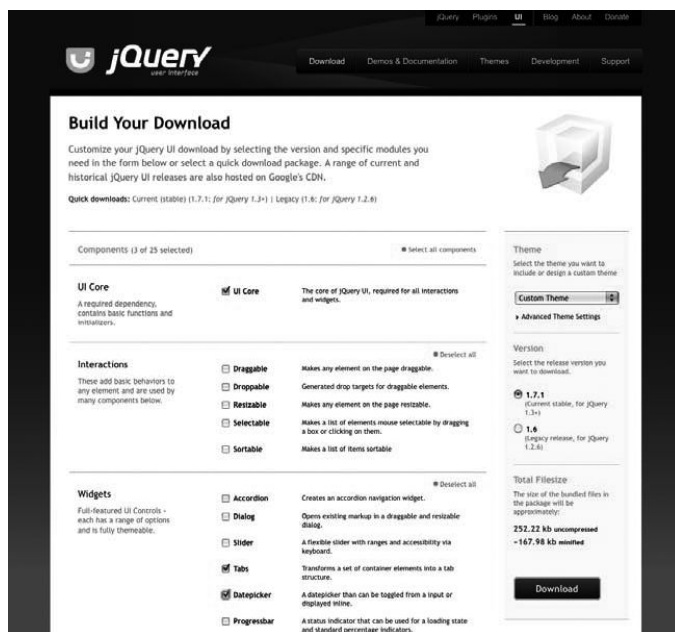 jQuery Plugins UI Blog About Donate
jQuery
user interface
Download Demos & Documentation Themes Development Support
Build Your Download
Customize your jQuery UI download by selecting the version and specific modules you
need in the form below or select a quick download package. A range of current and
historical jQuery UI releases are also hosted on Google's CDN.
Quick downloads: Current (stable) (1.7.1: for jQuery 1.3+) | Legacy (1.6: for jQuery 1.2.6)
Components (3 of 25 selected)
Select all components
UI Core
A required dependency,
contains basic functions and
initializers.
UI Core The core of jQuery UI, required for all interactions
and widgets.
Deselect all
Interactions
These add basic behaviors to
any element and are used by
many components below.
Draggable Makes any element on the page draggable.
Droppable Generated drop targets for draggable elements.
Resizable Makes any element on the page resizable.
Selectable Makes a list of elements mouse selectable by dragging
a box or clicking on them.
Sortable Makes a list of items sortable
Deselect all
Widgets
Full-featured UI Controls -
each has a range of options
and is fully themeable.
Accordion Creates an accordion navigation widget.
Dialog Opens existing markup in a draggable and resizable
dialog.
Slider A flexible slider with ranges and accessibility via
keyboard.
Tabs Transforms a set of container elements into a tab
structure.
Datepicker A datepicker than can be toggled from a input or
displayed inline.
Progressbar A status indicator that can be used for a loading state
and standard percentage indicators.
Theme
Select the theme you want to
include or design a custom theme
Custom Theme
Advanced Theme Settings
Version
Select the release version you
want to download.
1.7.1
(Current stable, for jQuery
1.3+)
1.6
(Legacy release, for jQuery
1.2.6)
Total Filesize
The size of the bundled files in
the package will be
approximately:
252.22 kb uncompressed
~167.98 kb minified
Download